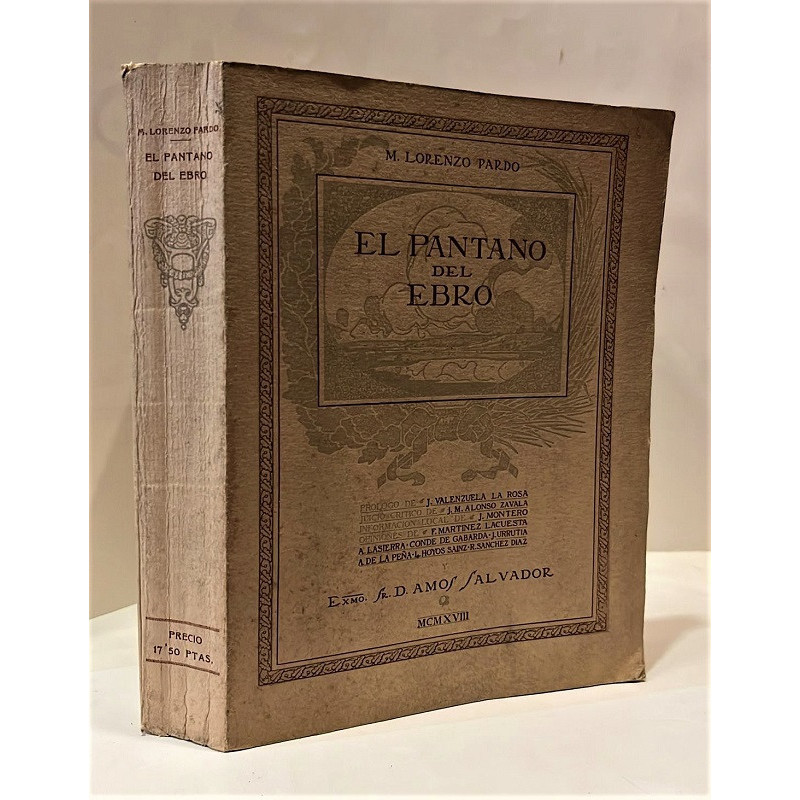 M. LORENZO PARDO
EL PANTANO
DEL EBRO
PRECIO
17'50 PTAS.
M. LORENZO PARDO
EL PANTANO
DEL
EBRO
PROLOGO DE J. VALENZUELA LA ROSA
JUICIO CRITICO DE J. M. ALONSO ZAVALA
INFORMACION LOCAL DE J. MONTERO
OPINIONES DE F. MARTINEZ LACUESTA
A. LASIERRA · CONDE DE GABARDA · J. URRUTIA
A. DE LA PEÑA · L. HOYOS SAINZ · R. SANCHEZ DIAZ
Y
EXMO. SR. D. AMOS SALVADOR
MCMXVIII